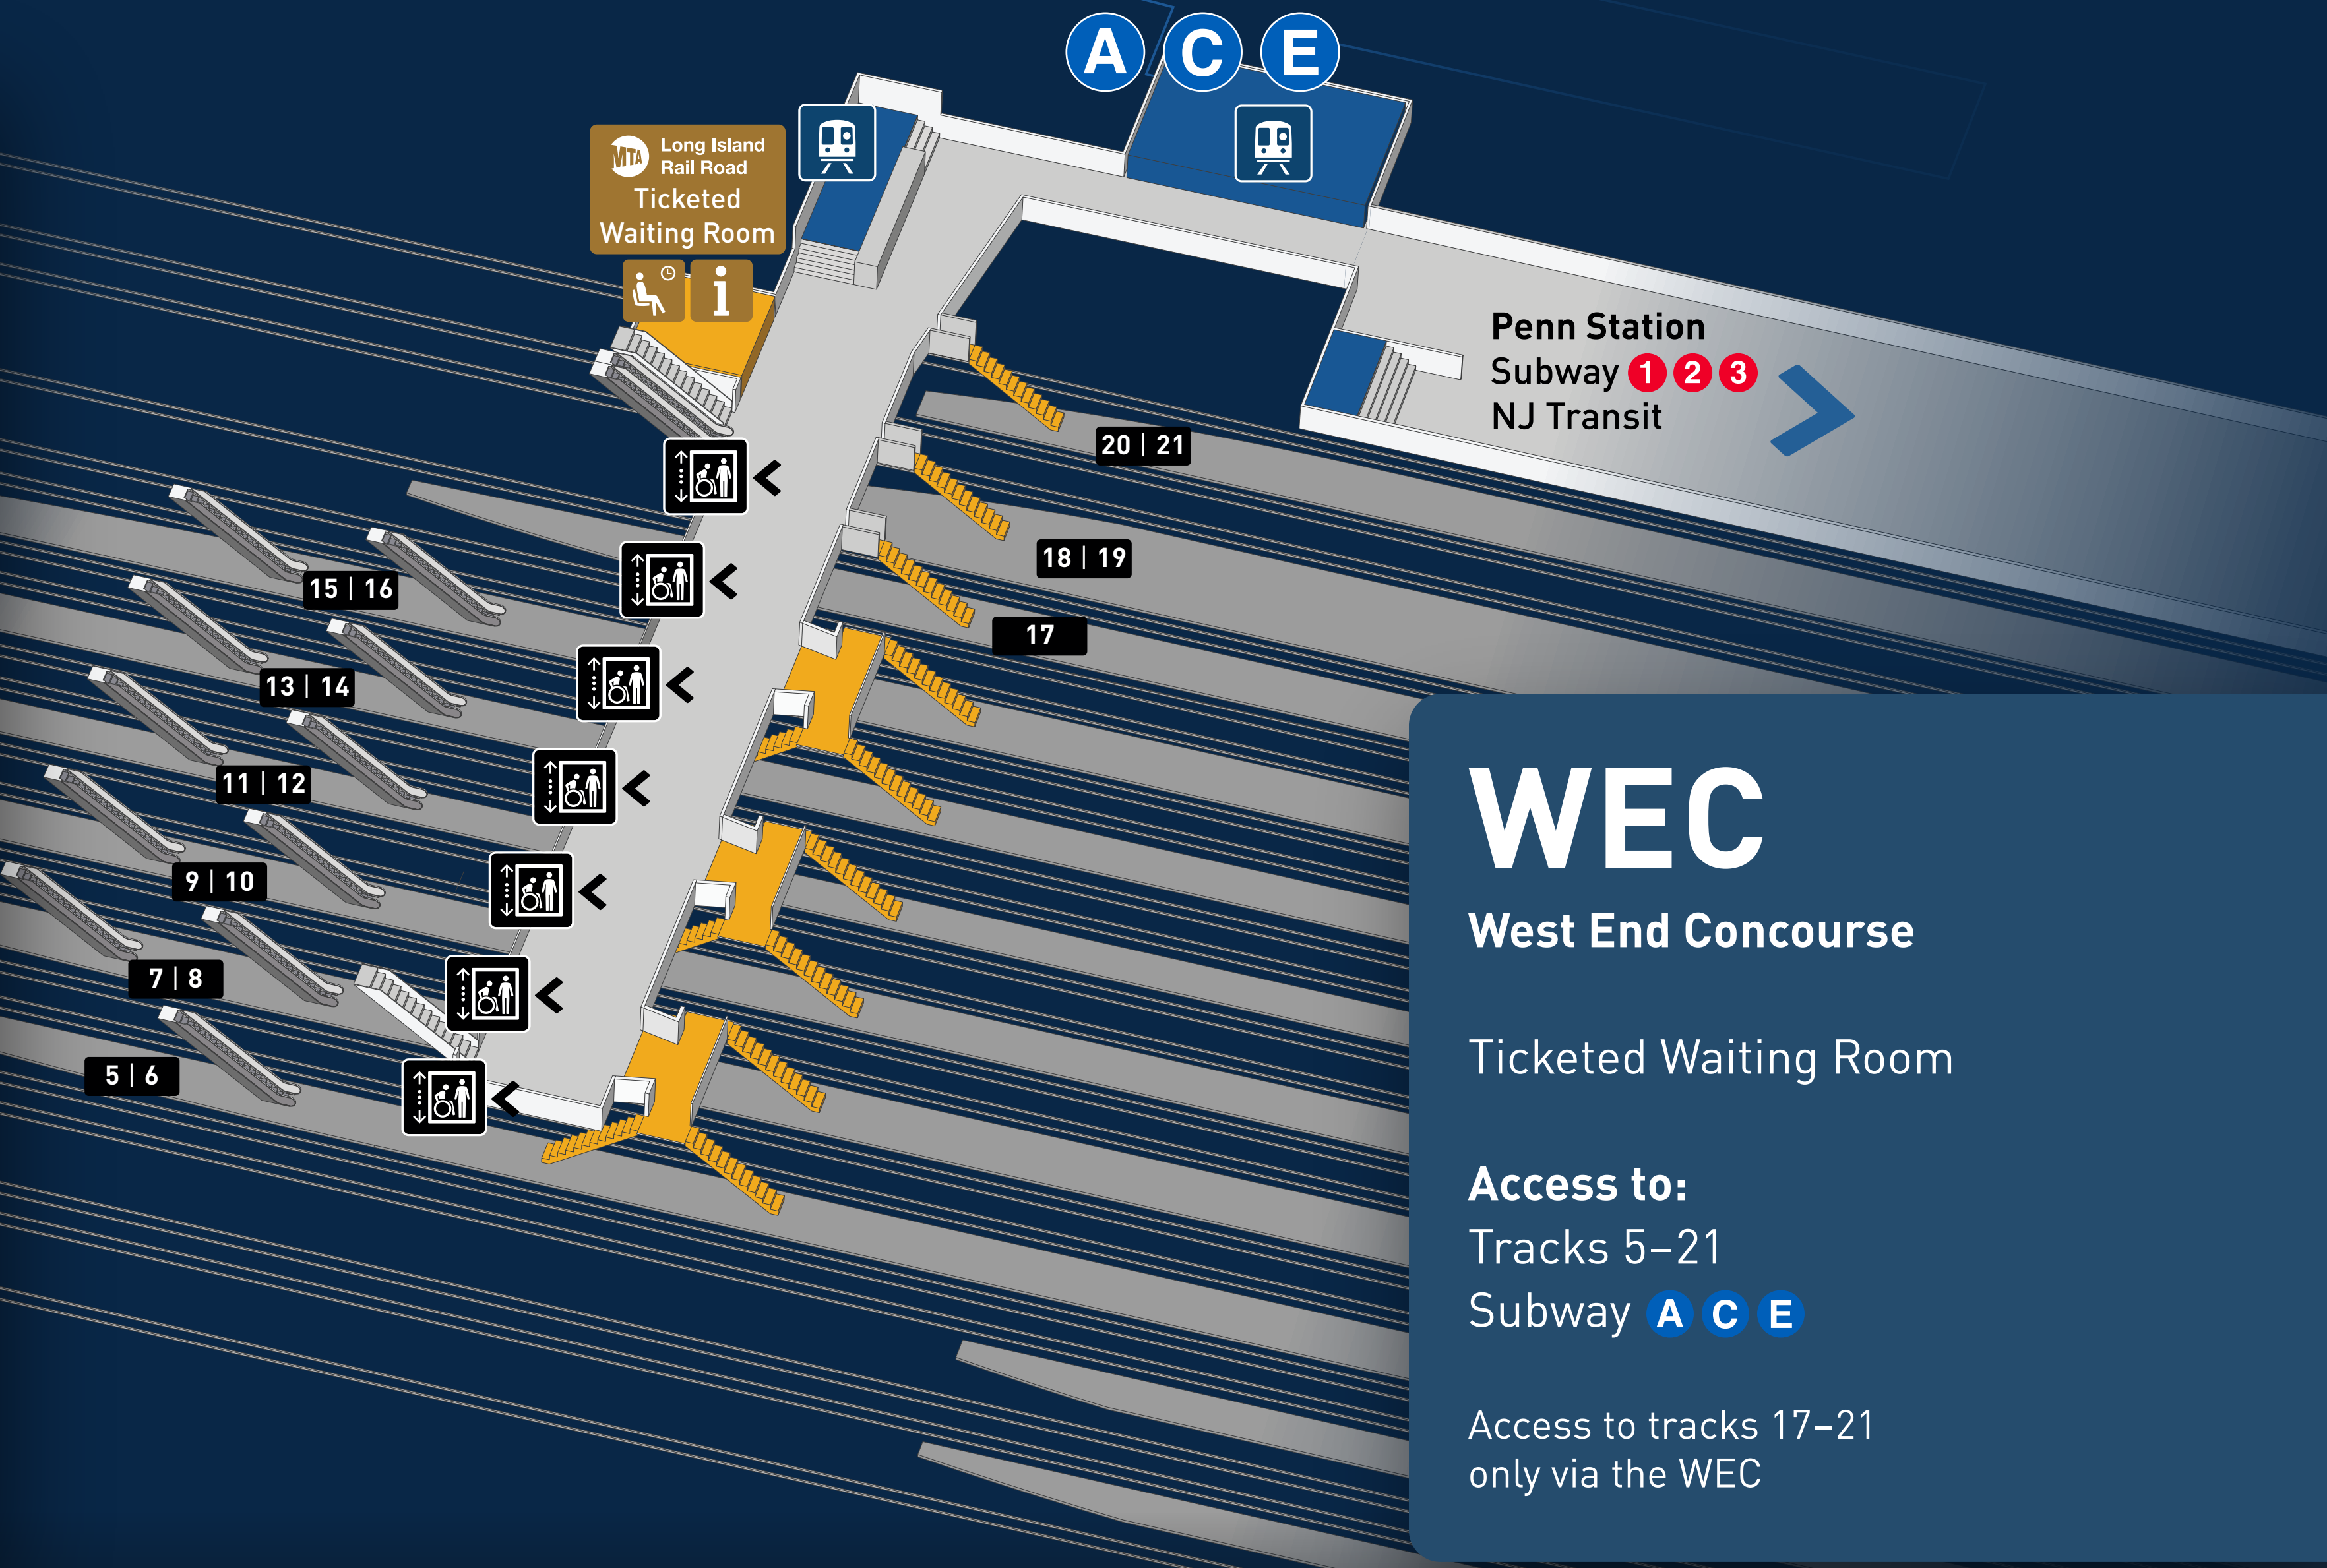 A C E
MTA
Long Island
Rail Road
Ticketed
Waiting Room
i
Penn Station
Subway 1 2 3
NJ Transit
20 | 21
18 | 19
17
15 | 16
13 | 14
11 | 12
9 | 10
7 | 8
5 | 6
WEC
West End Concourse
Ticketed Waiting Room
Access to:
Tracks 5–21
Subway A C E
Access to tracks 17–21
only via the WEC